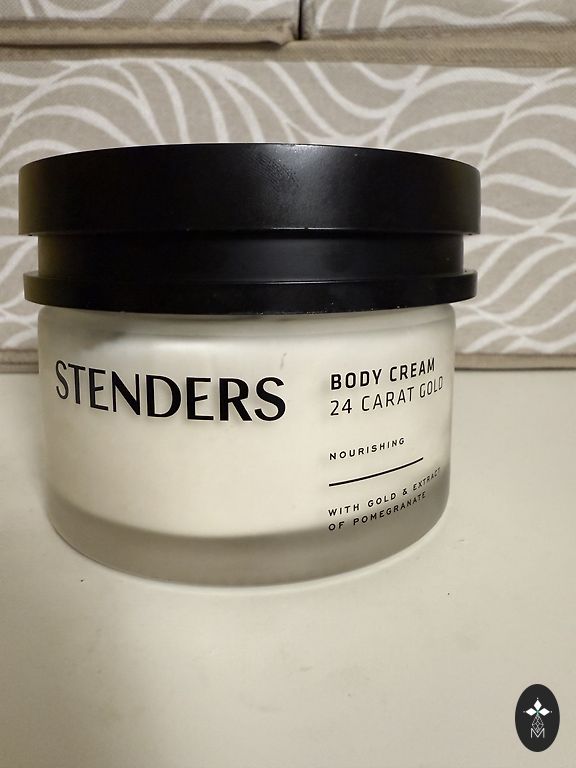 STENDERS
BODY CREAM
24 CARAT GOLD
NOURISHING
WITH GOLD & EXTRACT
OF POMEGRANATE
M